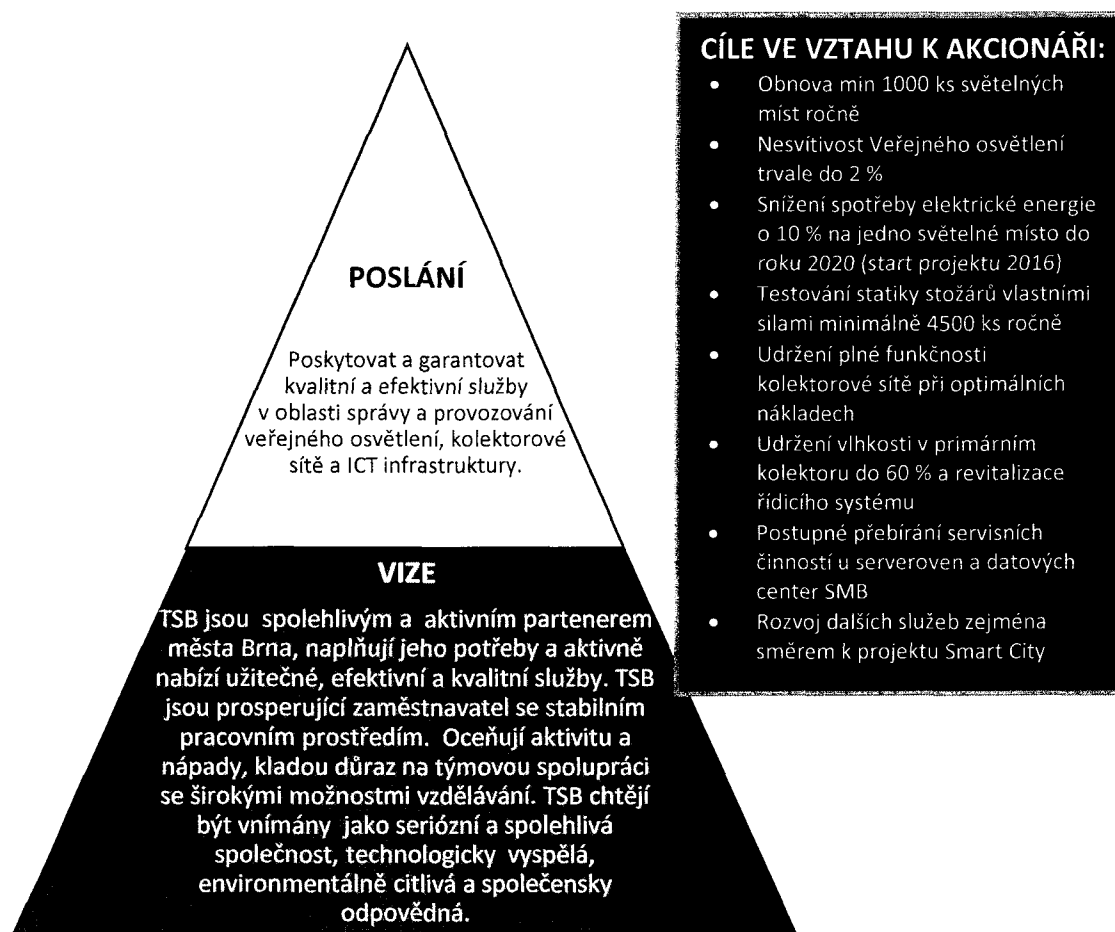 POSLÁNÍ
Poskytovat a garantovat
kvalitní a efektivní služby
v oblasti správy a provozování
veřejného osvětlení, kolektorové
sítě a ICT infrastruktury.
VIZE
TSB jsou spolehlivým a aktivním partenerem
města Brna, naplňují jeho potřeby a aktivně
nabízí užitečné, efektivní a kvalitní služby. TSB
jsou prosperující zaměstnavatel se stabilním
pracovním prostředím. Oceňují aktivitu a
nápady, kladou důraz na týmovou spolupráci
se širokými možnostmi vzdělávání. TSB chtějí
být vnímány jako seriózní a spolehlivá
společnost, technologicky vyspělá,
environmentálně citlivá a společensky
odpovědná.
CÍLE VE VZTAHU K AKCIONÁŘI:
• Obnova min 1000 ks světelných
míst ročně
• Nesvítivost Veřejného osvětlení
trvale do 2 %
• Snížení spotřeby elektrické energie
o 10 % na jedno světelné místo do
roku 2020 (start projektu 2016)
• Testování statiky stožárů vlastními
silami minimálně 4500 ks ročně
• Udržení plné funkčnosti
kolektorové sítě při optimálních
nákladech
• Udržení vlhkosti v primárním
kolektoru do 60 % a revitalizace
řídicího systému
• Postupné přebírání servisních
činností u serveroven a datových
center SMB
• Rozvoj dalších služeb zejména
směrem k projektu Smart City